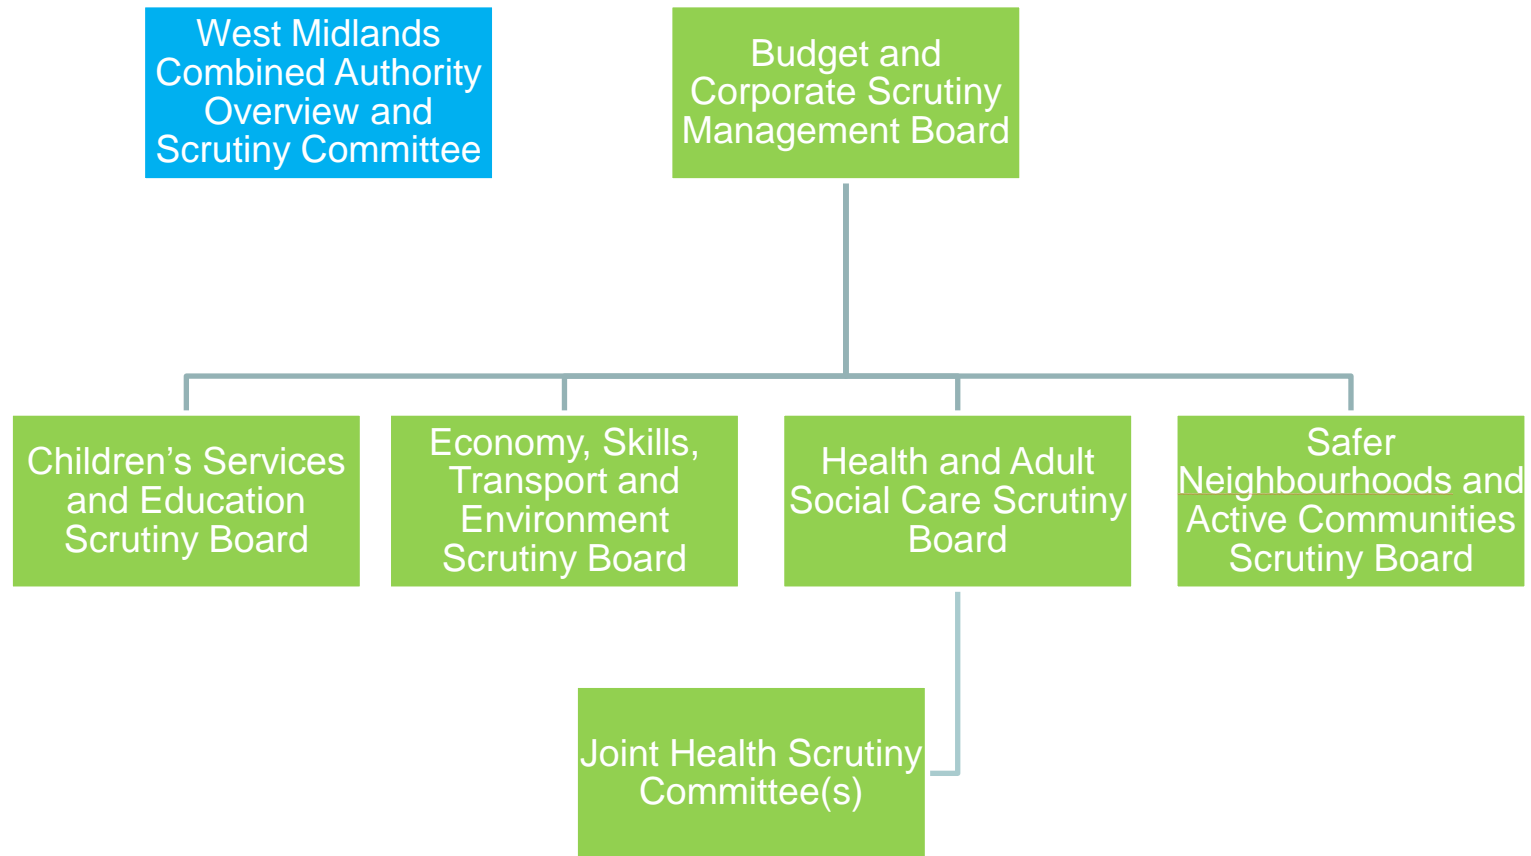 West Midlands
Combined Authority
Overview and
Scrutiny Committee
Budget and
Corporate Scrutiny
Management Board
Children’s Services
and Education
Scrutiny Board
Economy, Skills,
Transport and
Environment
Scrutiny Board
Health and Adult
Social Care Scrutiny
Board
Safer
Neighbourhoods and
Active Communities
Scrutiny Board
Joint Health Scrutiny
Committee(s)